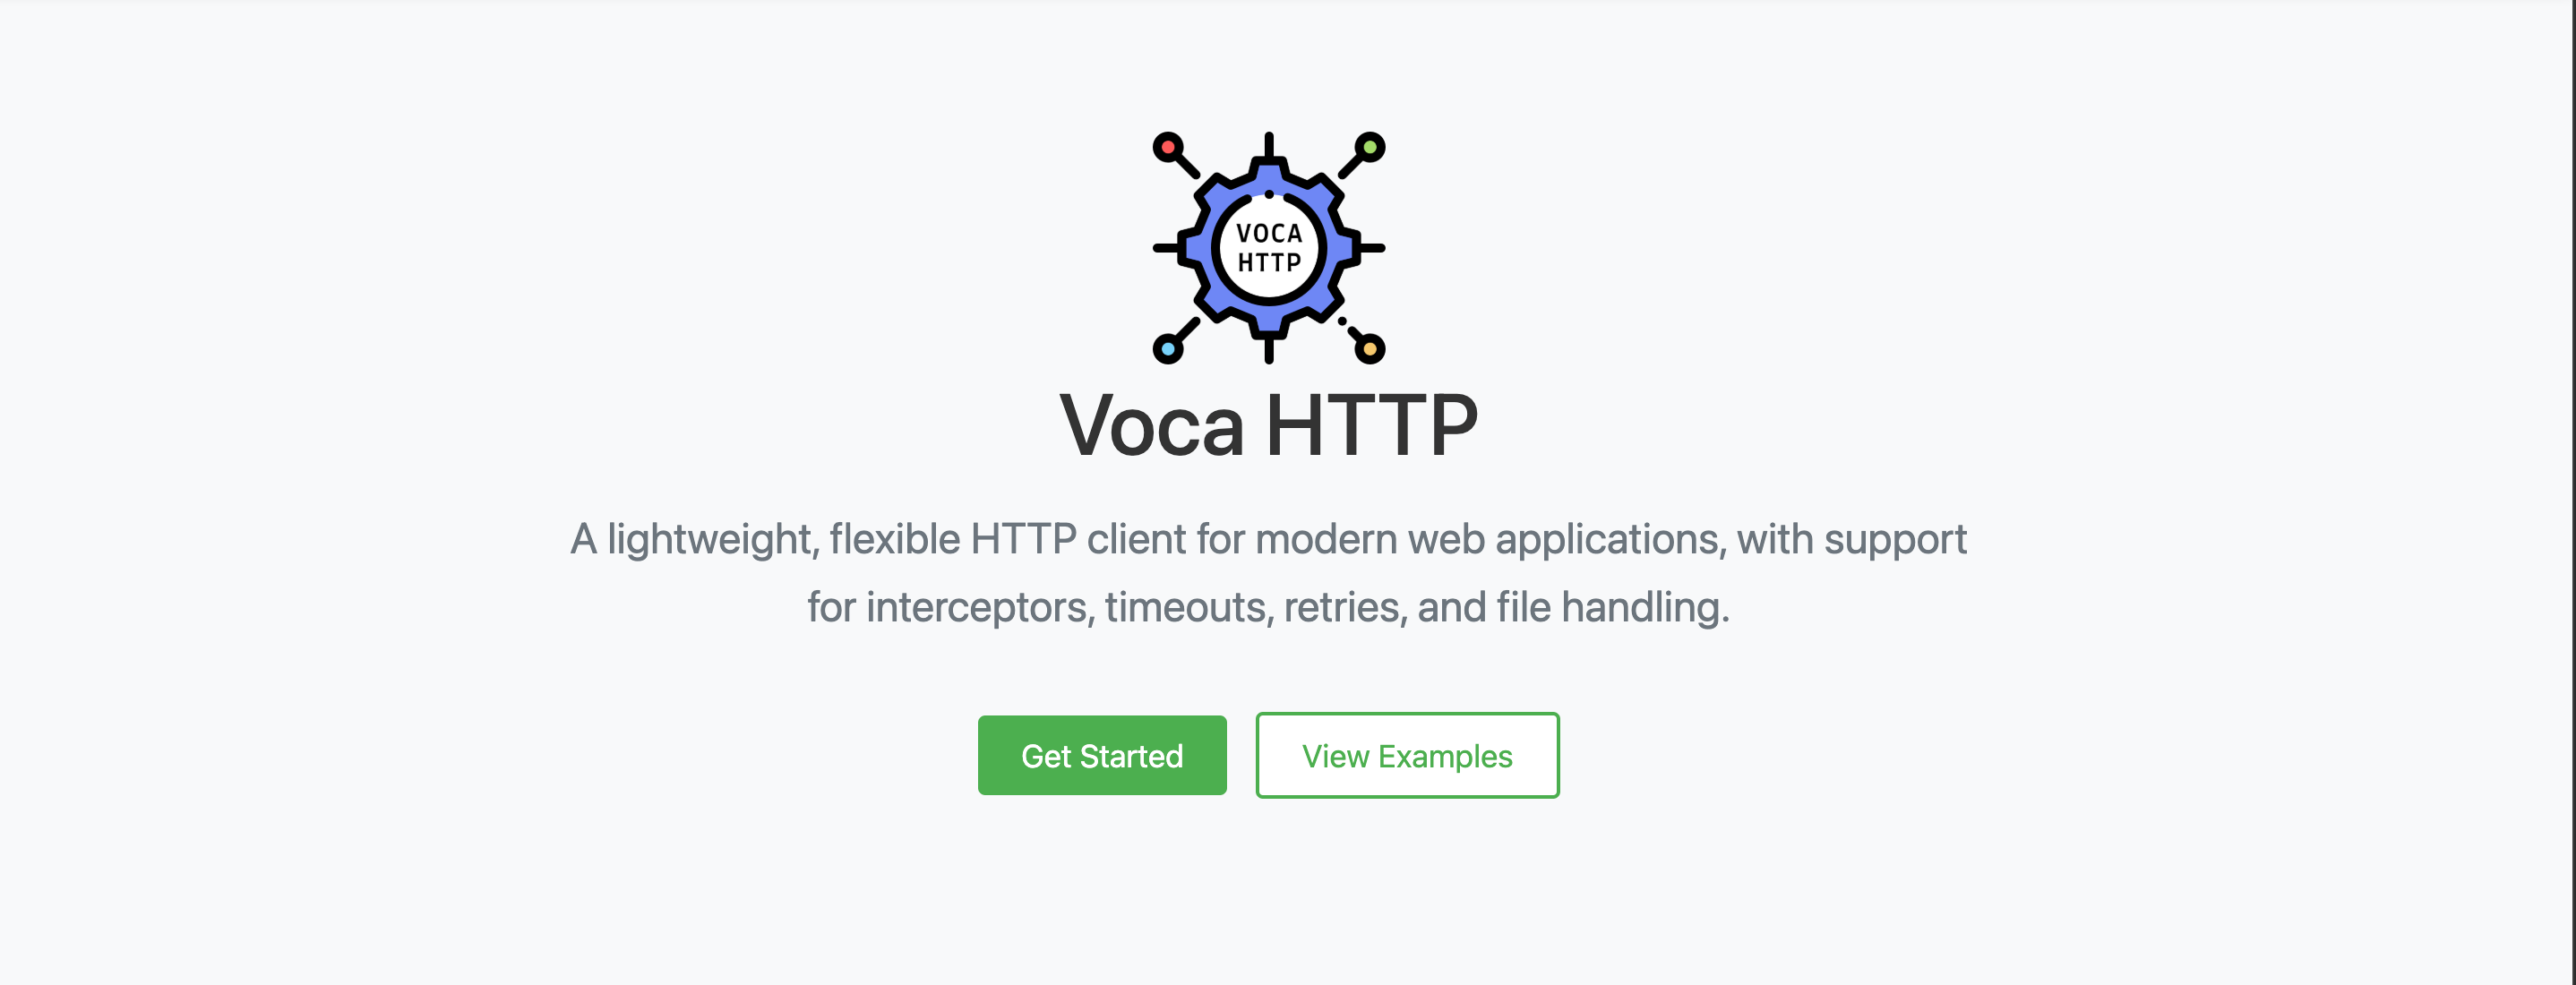 VOCA
HTTP
Voca HTTP
A lightweight, flexible HTTP client for modern web applications, with support
for interceptors, timeouts, retries, and file handling.
Get Started
View Examples